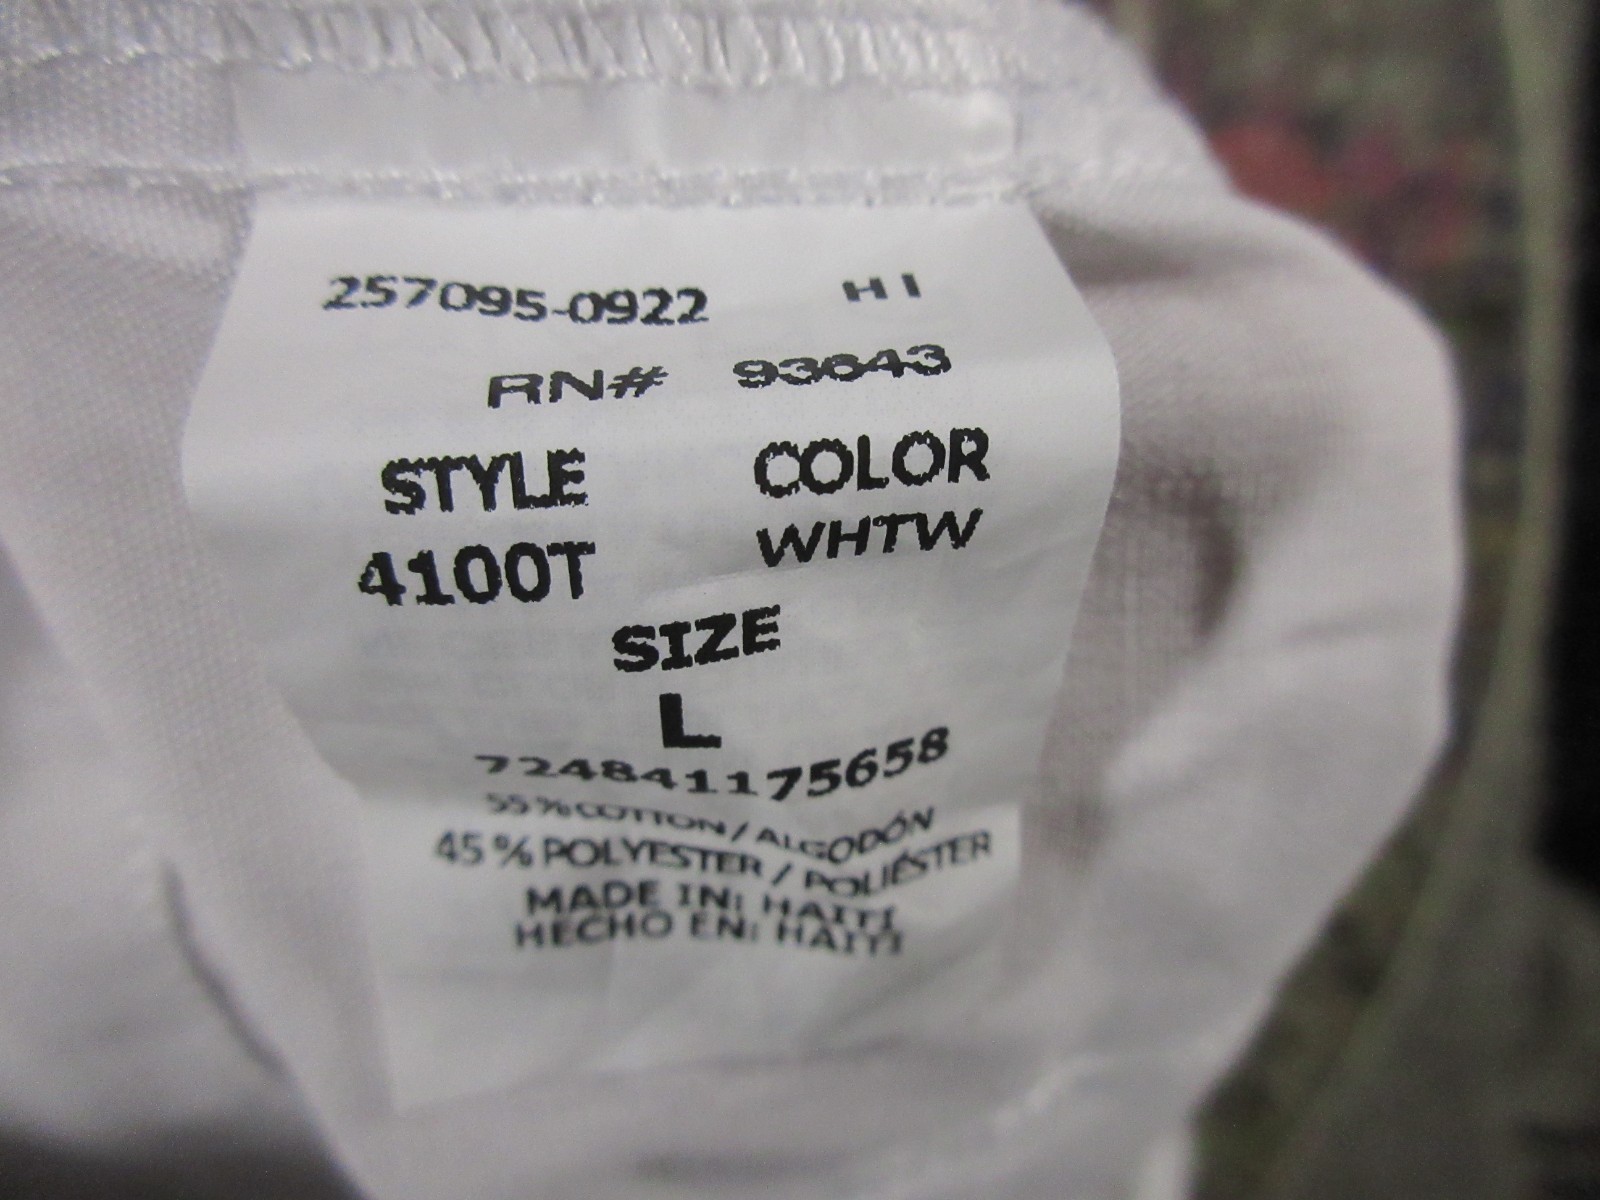 257095-0922 HI
RN# 93643
STYLE COLOR
4100T WHTW
SIZE
L
724841175658
55% COTTON / ALGODÓN
45% POLYESTER / POLIÉSTER
MADE IN: HAITI
HECHO EN: HAITI